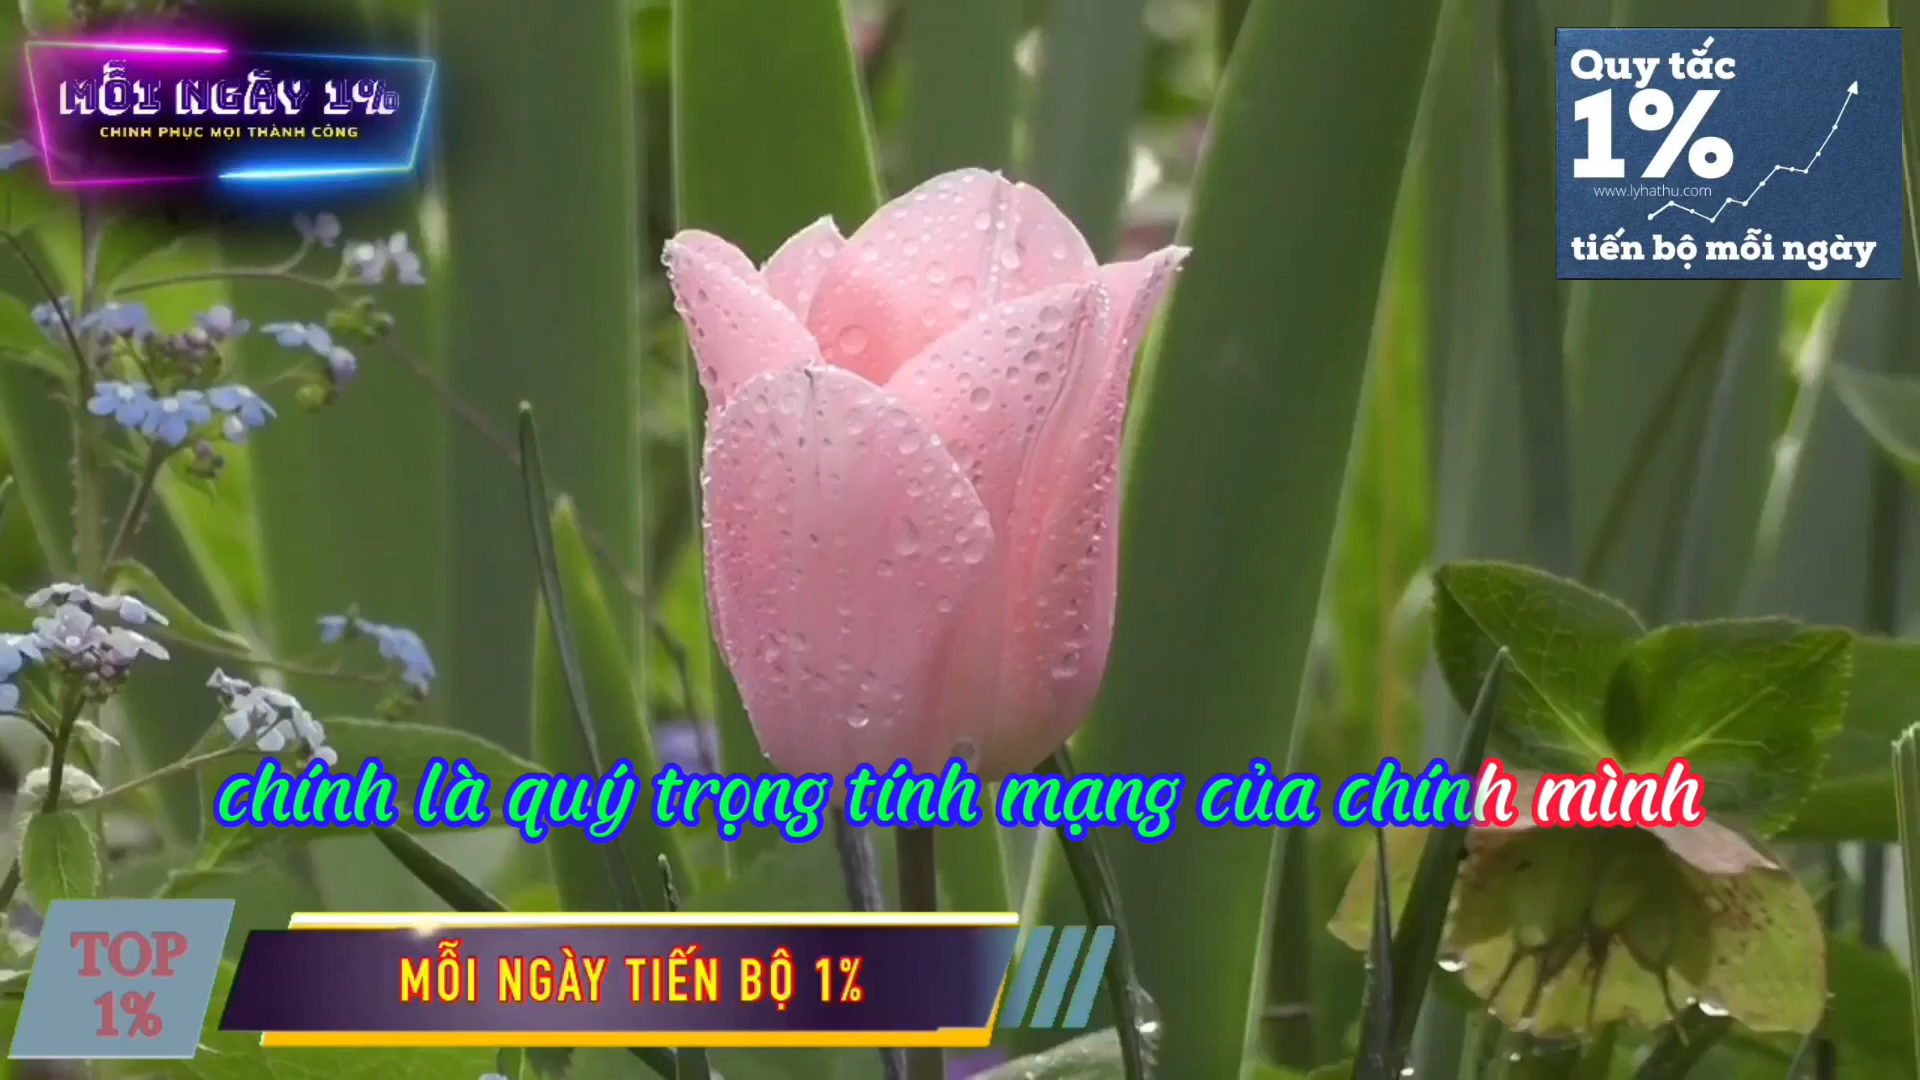 MỖI NGÀY 1%
CHINH PHỤC MỌI THÀNH CÔNG
Quy tắc
1%
www.lyhathu.com
tiến bộ mỗi ngày
chính là quý trọng tính mạng của chính mình
TOP
1%
MỖI NGÀY TIẾN BỘ 1%